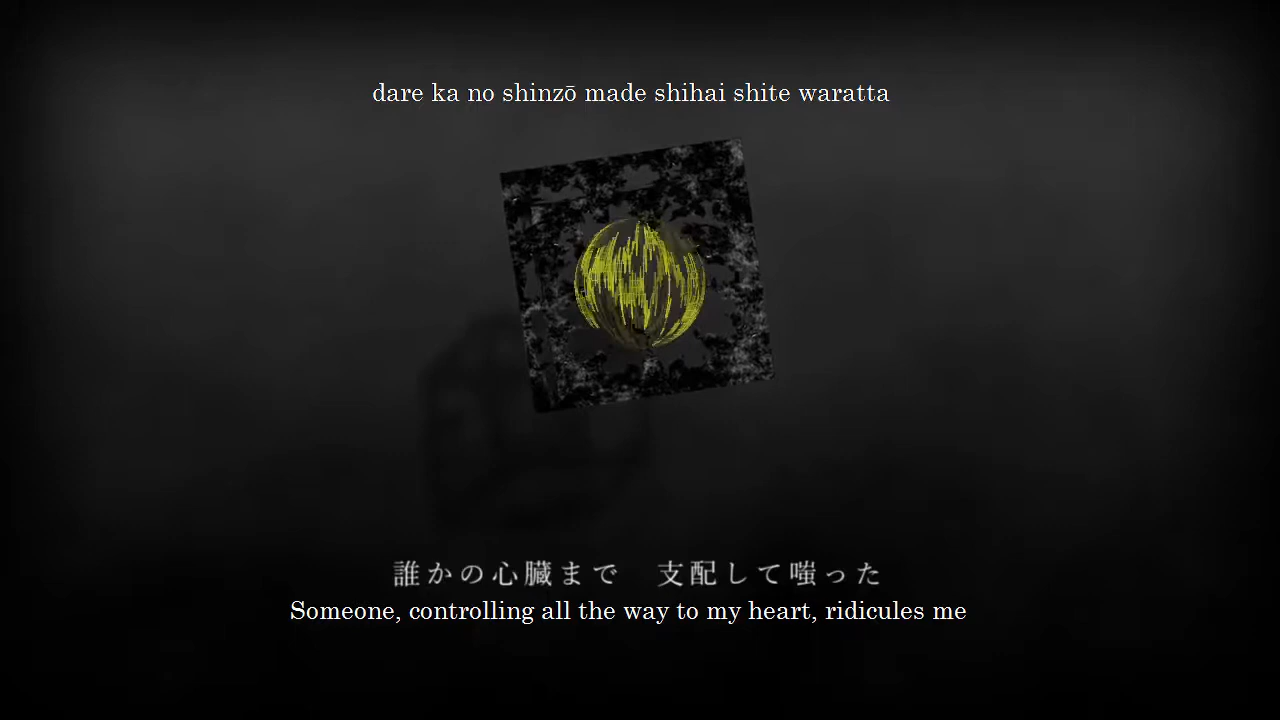 dare ka no shinzō made shihai shite waratta
誰かの心臓まで　支配して嗤った
Someone, controlling all the way to my heart, ridicules me